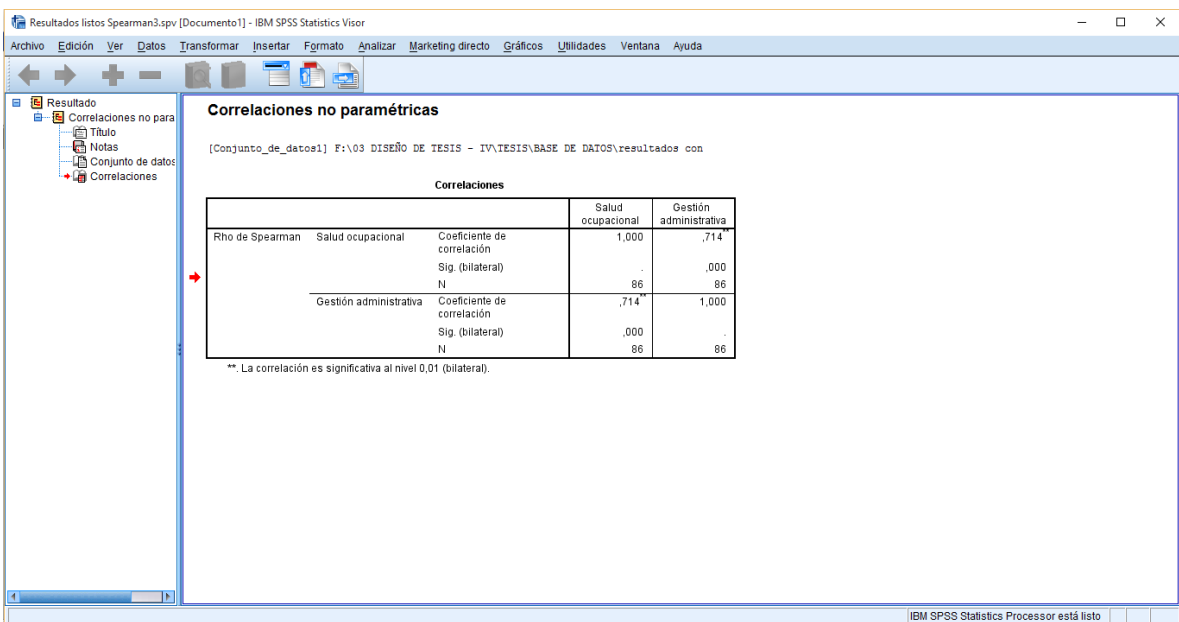 Resultados listos Spearman3.spv [Documento1] - IBM SPSS Statistics Visor
Archivo Edición Ver Datos Transformar Insertar Formato Analizar Marketing directo Gráficos Utilidades Ventana Ayuda
Resultado
Correlaciones no para
Título
Notas
Conjunto de datos
Correlaciones
Correlaciones no paramétricas
[Conjunto_de_datos1] F:\03 DISEÑO DE TESIS - IV\TESIS\BASE DE DATOS\resultados con
Correlaciones
Salud ocupacional Gestión administrativa
Rho de Spearman Salud ocupacional Coeficiente de correlación 1,000 ,714**
Sig. (bilateral) . ,000
N 86 86
Gestión administrativa Coeficiente de correlación ,714** 1,000
Sig. (bilateral) ,000 .
N 86 86
**. La correlación es significativa al nivel 0,01 (bilateral).
IBM SPSS Statistics Processor está listo